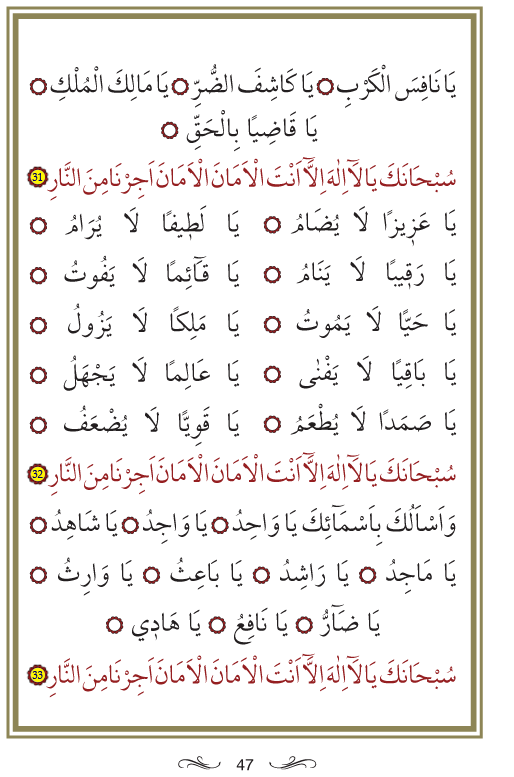 يَا نَافِسَ الْكَرْبِ ۞ يَا كَاشِفَ الضُّرِّ ۞ يَا مَالِكَ الْمُلْكِ ۞
يَا قَاضِيًا بِالْحَقِّ ۞
سُبْحَانَكَ يَا لَٓا اِلٰهَ اِلَّٓا اَنْتَ الْاَمَانَ الْاَمَانَ اَجِرْنَا مِنَ النَّارِ 31
يَا عَزِيزًا لَا يُضَامُ ۞ يَا لَطِيفًا لَا يُرَامُ ۞
يَا رَقِيبًا لَا يَنَامُ ۞ يَا قَٓائِمًا لَا يَفُوتُ ۞
يَا حَيًّا لَا يَمُوتُ ۞ يَا مَلِكًا لَا يَزُولُ ۞
يَا بَاقِيًا لَا يَفْنٰى ۞ يَا عَالِمًا لَا يَجْهَلُ ۞
يَا صَمَدًا لَا يُطْعَمُ ۞ يَا قَوِيًّا لَا يُضْعَفُ ۞
سُبْحَانَكَ يَا لَٓا اِلٰهَ اِلَّٓا اَنْتَ الْاَمَانَ الْاَمَانَ اَجِرْنَا مِنَ النَّارِ 32
وَ اَسْاَلُكَ بِاَسْمَٓائِكَ يَا وَاحِدُ ۞ يَا وَاجِدُ ۞ يَا شَاهِدُ ۞
يَا مَاجِدُ ۞ يَا رَاشِدُ ۞ يَا بَاعِثُ ۞ يَا وَارِثُ ۞
يَا ضَٓارُّ ۞ يَا نَافِعُ ۞ يَا هَادِي ۞
سُبْحَانَكَ يَا لَٓا اِلٰهَ اِلَّٓا اَنْتَ الْاَمَانَ الْاَمَانَ اَجِرْنَا مِنَ النَّارِ 33
47